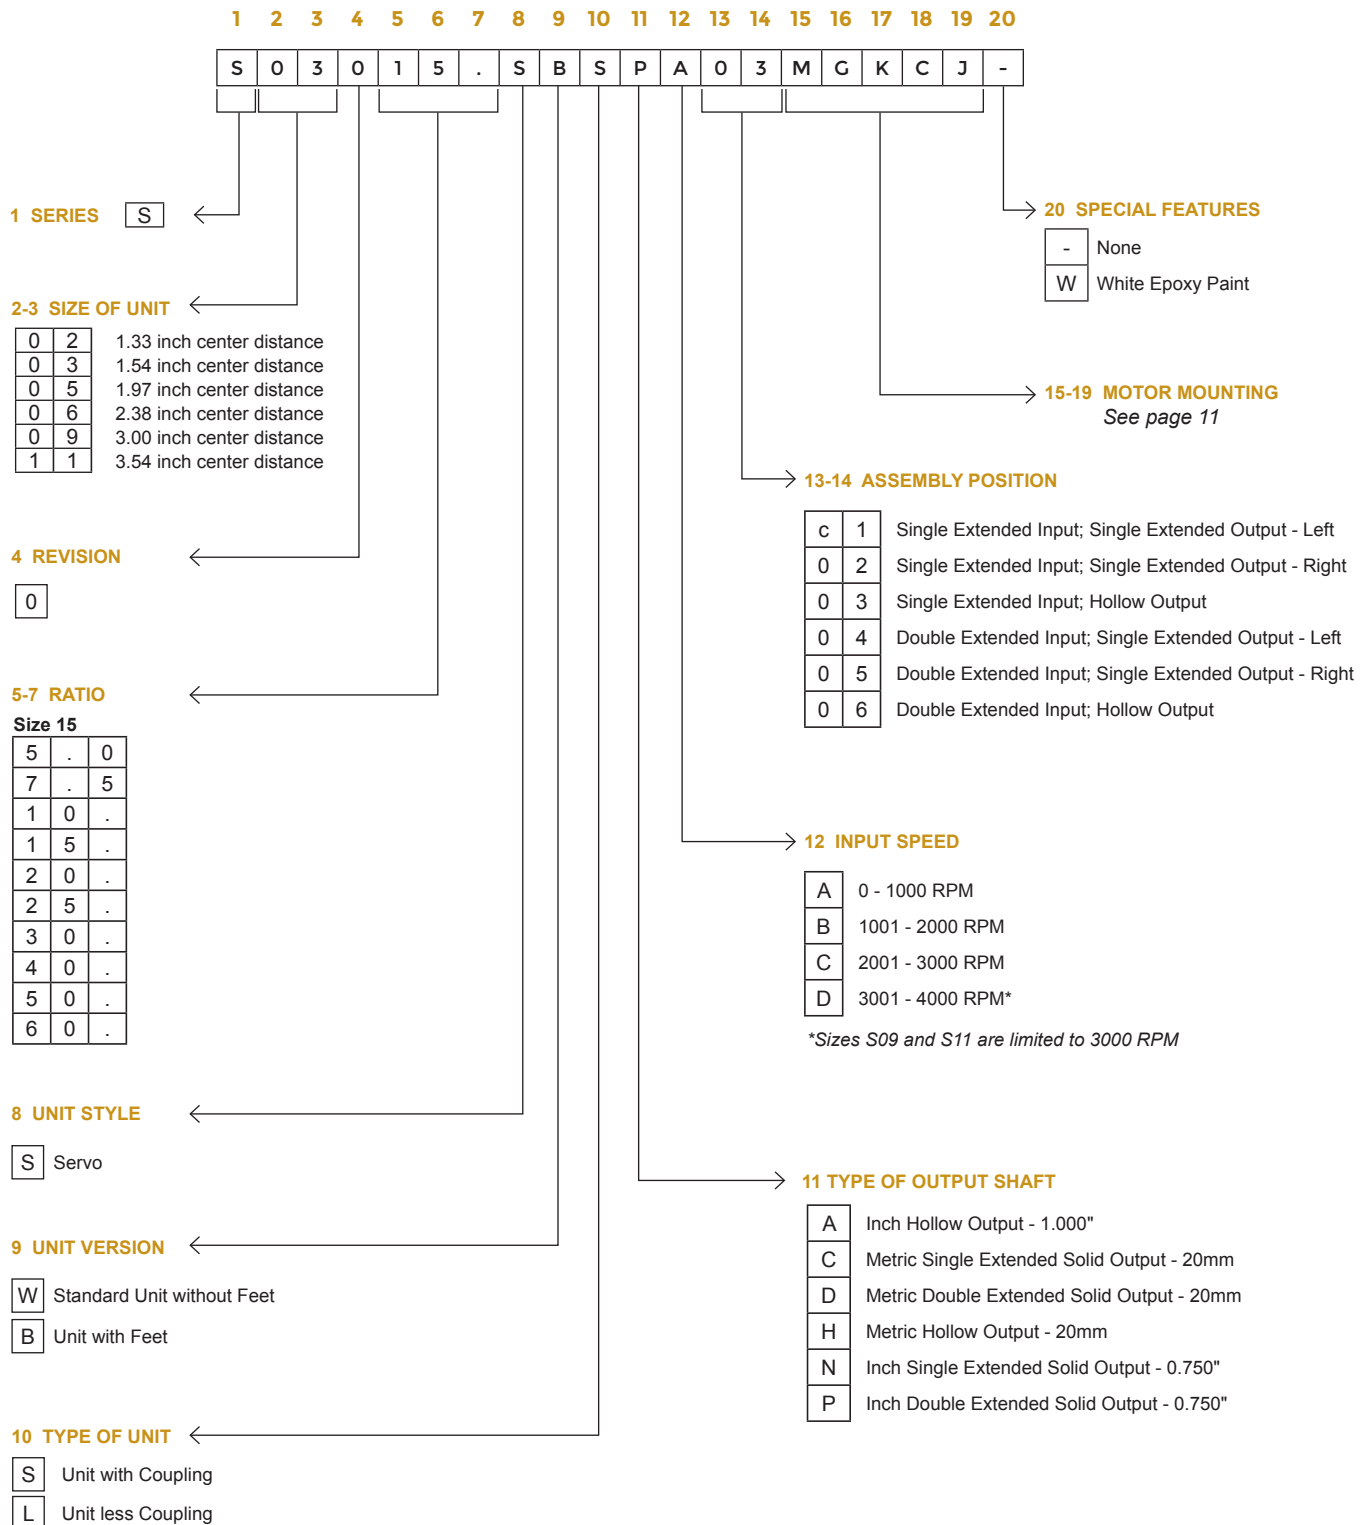 1 2 3 4 5 6 7 8 9 10 11 12 13 14 15 16 17 18 19 20
S 0 3 0 1 5 . S B S P A 0 3 M G K C J -
1 SERIES S
2-3 SIZE OF UNIT
0 2 1.33 inch center distance
0 3 1.54 inch center distance
0 5 1.97 inch center distance
0 6 2.38 inch center distance
0 9 3.00 inch center distance
1 1 3.54 inch center distance
4 REVISION
0
5-7 RATIO
Size 15
5 . 0
7 . 5
1 0 .
1 5 .
2 0 .
2 5 .
3 0 .
4 0 .
5 0 .
6 0 .
8 UNIT STYLE
S Servo
9 UNIT VERSION
W Standard Unit without Feet
B Unit with Feet
10 TYPE OF UNIT
S Unit with Coupling
L Unit less Coupling
20 SPECIAL FEATURES
- None
W White Epoxy Paint
15-19 MOTOR MOUNTING
See page 11
13-14 ASSEMBLY POSITION
c 1 Single Extended Input; Single Extended Output - Left
0 2 Single Extended Input; Single Extended Output - Right
0 3 Single Extended Input; Hollow Output
0 4 Double Extended Input; Single Extended Output - Left
0 5 Double Extended Input; Single Extended Output - Right
0 6 Double Extended Input; Hollow Output
12 INPUT SPEED
A 0 - 1000 RPM
B 1001 - 2000 RPM
C 2001 - 3000 RPM
D 3001 - 4000 RPM*
*Sizes S09 and S11 are limited to 3000 RPM
11 TYPE OF OUTPUT SHAFT
A Inch Hollow Output - 1.000"
C Metric Single Extended Solid Output - 20mm
D Metric Double Extended Solid Output - 20mm
H Metric Hollow Output - 20mm
N Inch Single Extended Solid Output - 0.750"
P Inch Double Extended Solid Output - 0.750"